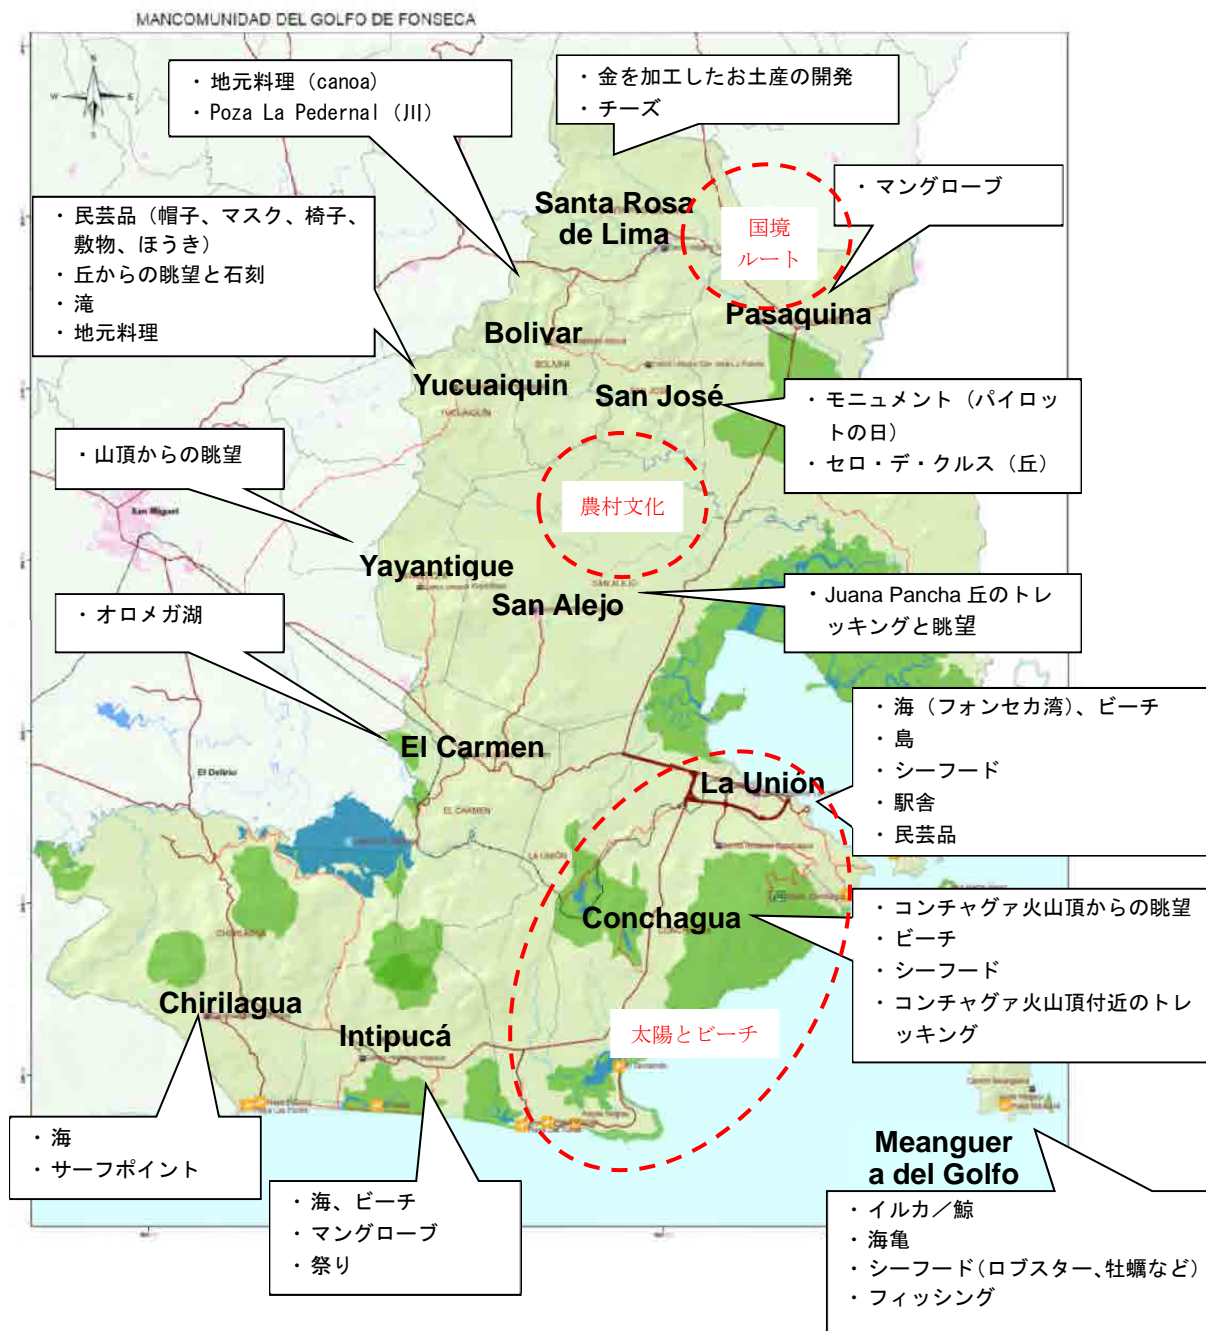 MANCOMUNIDAD DEL GOLFO DE FONSECA
N
W
E
S
・地元料理 (canoa)
・Poza La Pedernal (川)
・金を加工したお土産の開発
・チーズ
・マングローブ
・民芸品（帽子、マスク、椅子、
敷物、ほうき）
・丘からの眺望と石刻
・滝
・地元料理
Santa Rosa
de Lima
国境
ルート
Pasaquina
Bolivar
BOLIVAR
Yucuaiquin
YUCUAIQUIN
San José
・モニュメント（パイロッ
トの日）
・セロ・デ・クルス（丘）
・山頂からの眺望
San Miguel
農村文化
Yayantique
San Alejo
SAN ALEJO
・Juana Pancha 丘のトレ
ッキングと眺望
・オロメガ湖
El Carmen
El Delirio
EL CARMEN
La Unión
LA UNIÓN
・海（フォンセカ湾）、ビーチ
・島
・シーフード
・駅舎
・民芸品
Conchagua
・コンチャグァ火山頂からの眺望
・ビーチ
・シーフード
・コンチャグァ火山頂付近のトレ
ッキング
CHIRILAGUA
Chirilagua
Intipucá
太陽とビーチ
・海
・サーフポイント
・海、ビーチ
・マングローブ
・祭り
Meanguer
a del Golfo
・イルカ／鯨
・海亀
・シーフード（ロブスター、牡蠣など）
・フィッシング